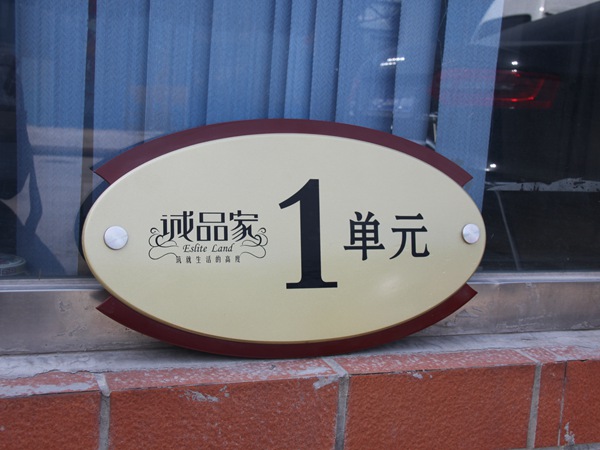 诚品家
Eslite Land
筑就生活的高度
1单元